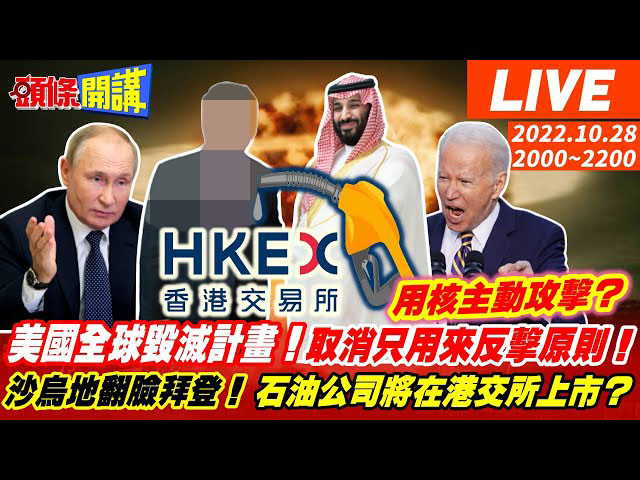 頭條開講
LIVE
2022.10.28
2000~2200
HKEX
香港交易所
用核主動攻擊？
美國全球毀滅計畫！取消只用來反擊原則！
沙烏地翻臉拜登！石油公司將在港交所上市？